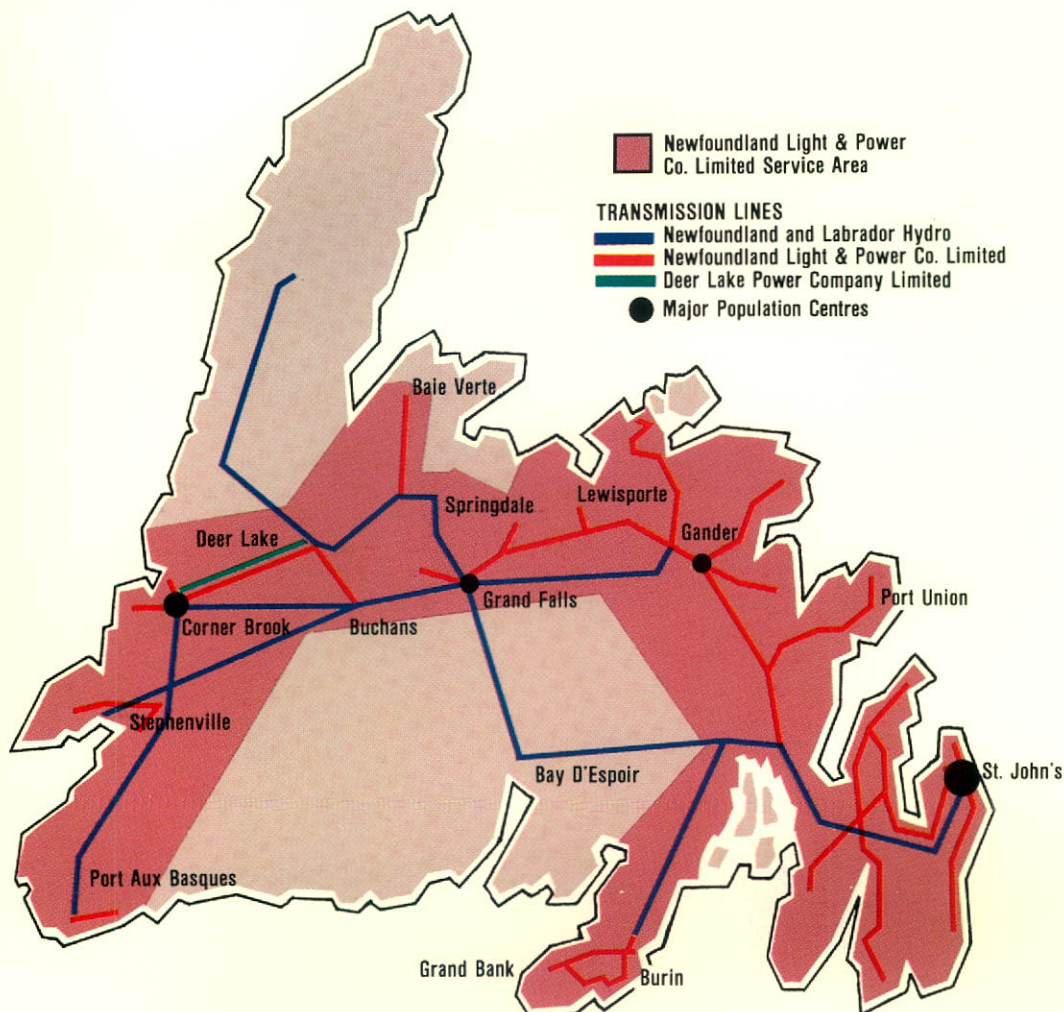 Newfoundland Light & Power
Co. Limited Service Area
TRANSMISSION LINES
Newfoundland and Labrador Hydro
Newfoundland Light & Power Co. Limited
Deer Lake Power Company Limited
Major Population Centres
Baie Verte
Springdale
Lewisporte
Gander
Deer Lake
Grand Falls
Port Union
Corner Brook
Buchans
Stephenville
Bay D'Espoir
St. John's
Port Aux Basques
Grand Bank
Burin